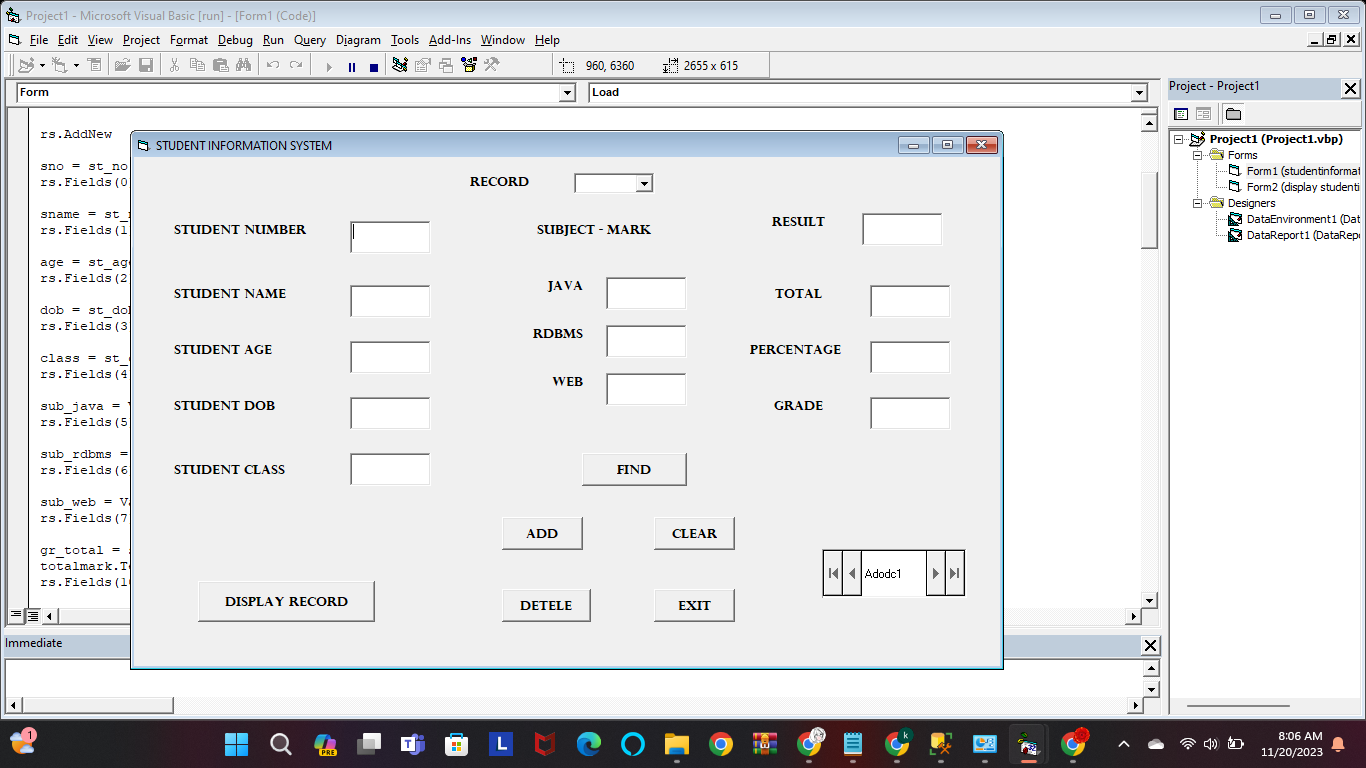 Project1 - Microsoft Visual Basic [run] - [Form1 (Code)]
File Edit View Project Format Debug Run Query Diagram Tools Add-Ins Window Help
960, 6360
2655 x 615
Form
Load
Project - Project1
rs.AddNew
sno = st_no
rs.Fields(0
sname = st_
rs.Fields(1
age = st_age
rs.Fields(2
dob = st_do
rs.Fields(3
class = st_
rs.Fields(4
sub_java = 
rs.Fields(5
sub_rdbms =
rs.Fields(6
sub_web = Va
rs.Fields(7
gr_total = 
totalmark.Te
rs.Fields(10
STUDENT INFORMATION SYSTEM
RECORD
STUDENT NUMBER
SUBJECT - MARK
RESULT
STUDENT NAME
JAVA
TOTAL
RDBMS
STUDENT AGE
PERCENTAGE
WEB
STUDENT DOB
GRADE
STUDENT CLASS
FIND
ADD
CLEAR
Adodc1
DISPLAY RECORD
DETELE
EXIT
Project1 (Project1.vbp)
Forms
Form1 (studentinformat
Form2 (display studenti
Designers
DataEnvironment1 (Dat
DataReport1 (DataRepo
Immediate
1
PRE
L
k
8:06 AM
11/20/2023